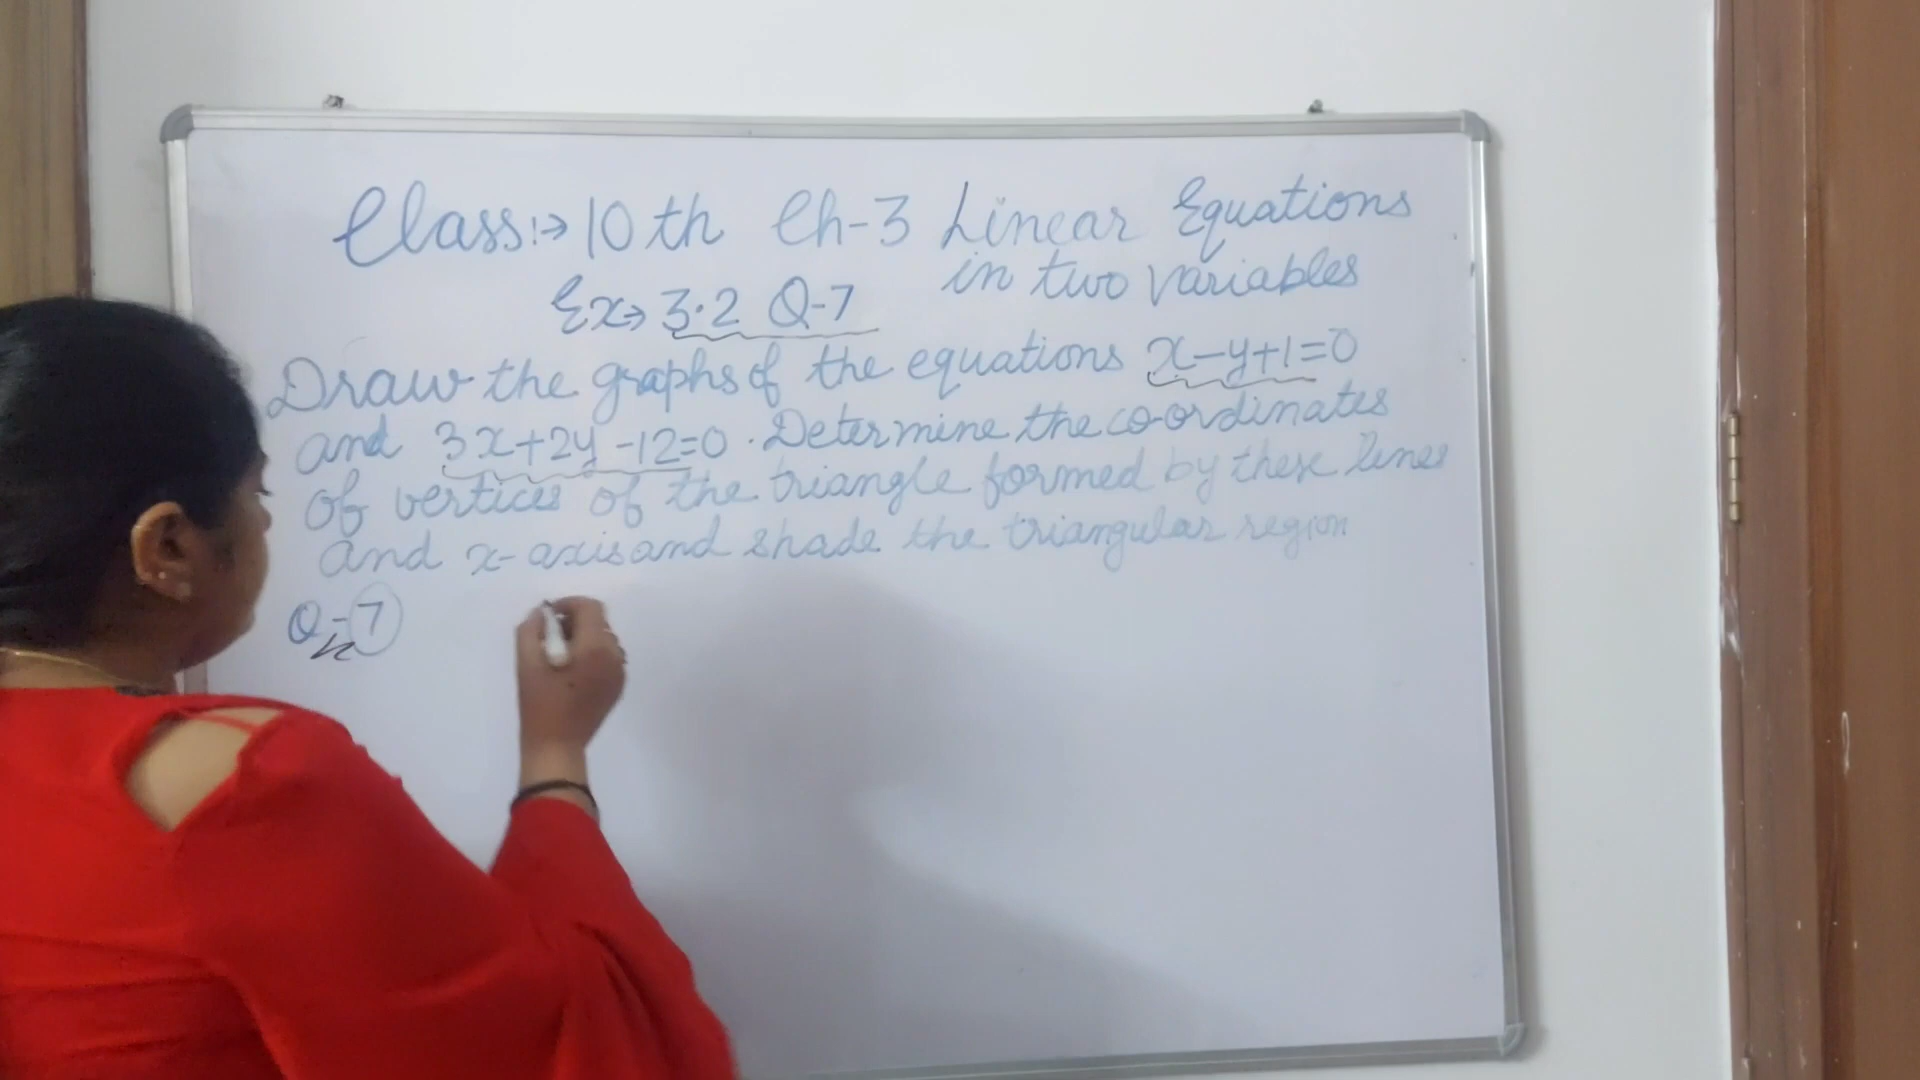 Class:→ 10 th Ch-3 Linear Equations
in two variables
Ex→ 3.2 Q-7
Draw the graphs of the equations x-y+1=0
and 3x+2y-12=0. Determine the co-ordinates
of vertices of the triangle formed by these lines
and x-axis and shade the triangular region
Q-7